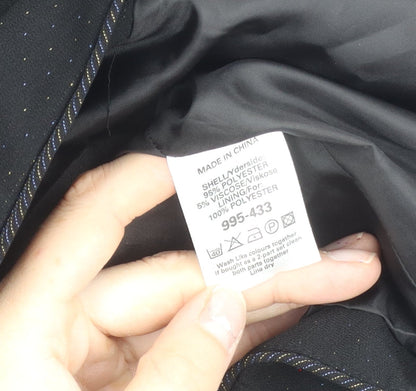 MADE IN CHINA
SHELL/Yderside
95% POLYESTER
5% VISCOSE/Viskose
LINING/For
100% POLYESTER
995-433
Wash Like colours together
if bought as a 2-part set clean
both parts together
Line dry